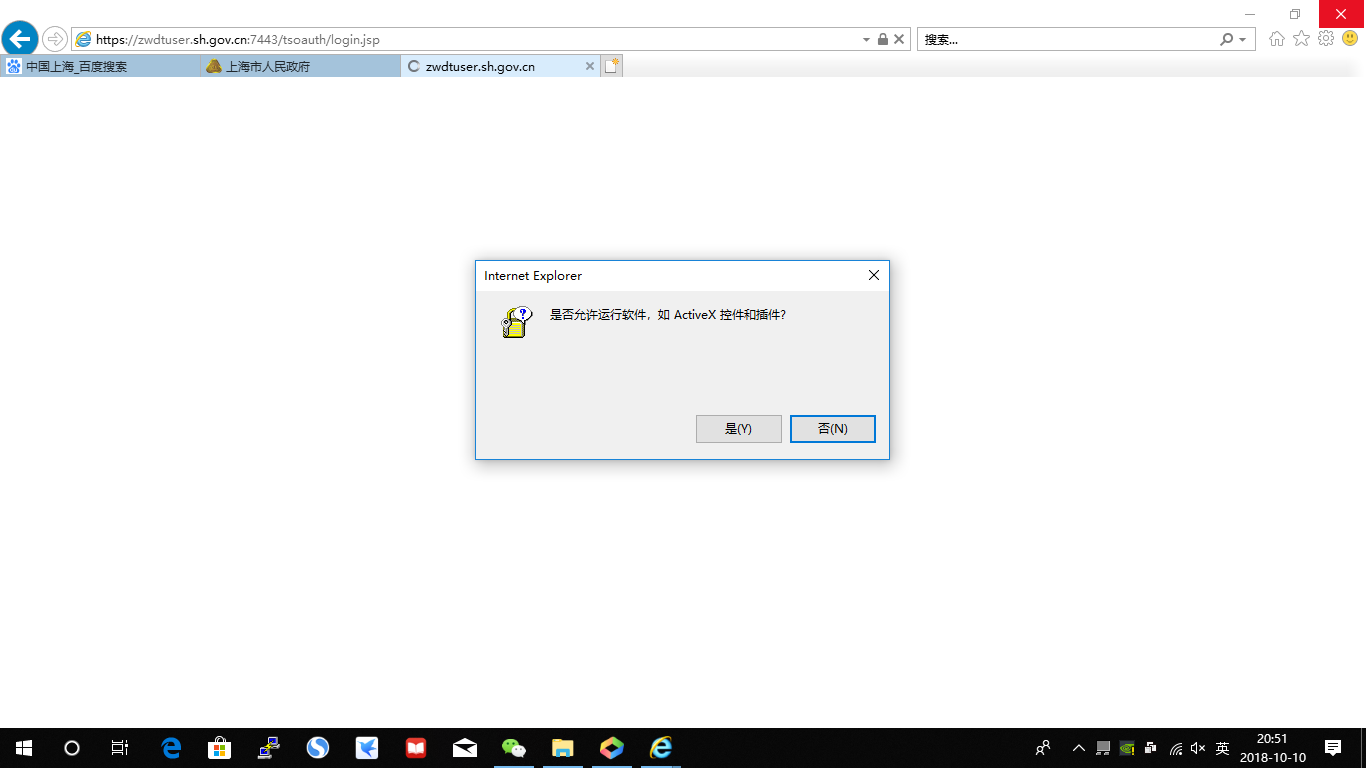 https://zwdtuser.sh.gov.cn:7443/tsoauth/login.jsp
搜索...
中国上海_百度搜索
上海市人民政府
zwdtuser.sh.gov.cn
Internet Explorer
是否允许运行软件，如 ActiveX 控件和插件?
是(Y)
否(N)
英
20:51
2018-10-10